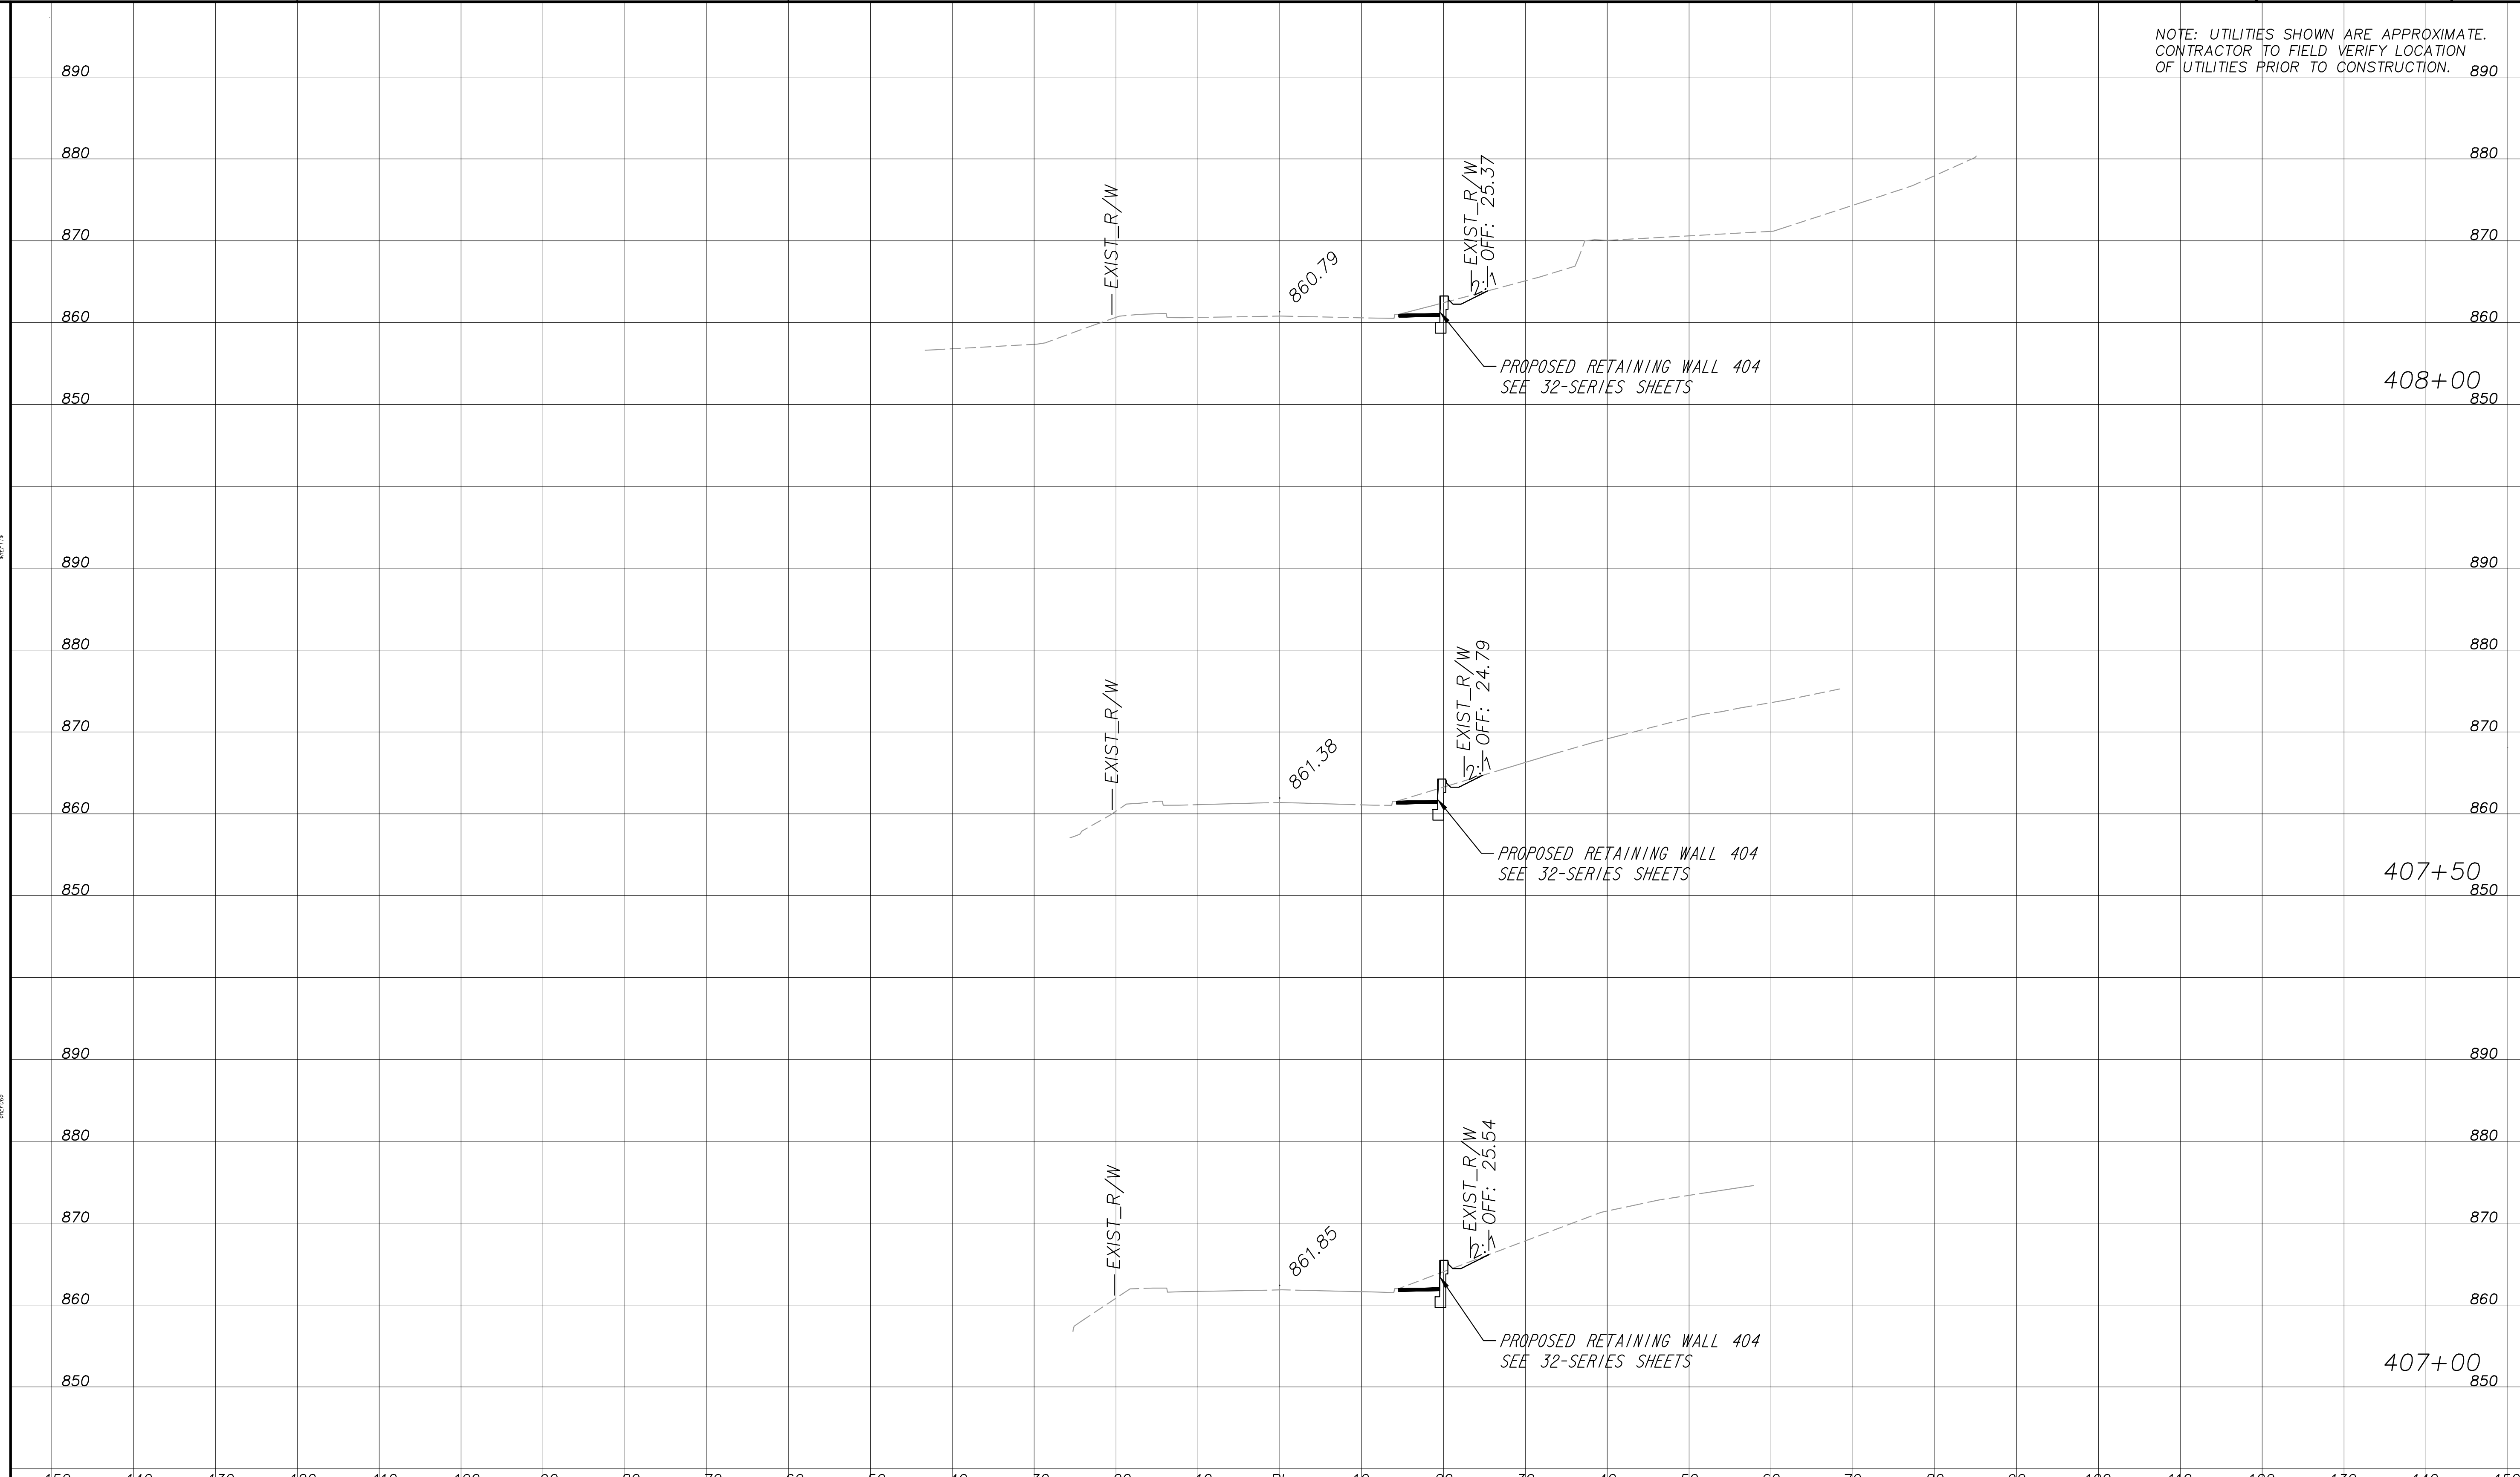 NOTE: UTILITIES SHOWN ARE APPROXIMATE.
CONTRACTOR TO FIELD VERIFY LOCATION
OF UTILITIES PRIOR TO CONSTRUCTION.
890 890
880 880
EXIST_R/W
EXIST_R/W
OFF: 25.37
870 870
860.79
2:1
860 860
PROPOSED RETAINING WALL 404
SEE 32-SERIES SHEETS
408+00
850 850
890 890
880 880
EXIST_R/W
EXIST_R/W
OFF: 24.79
870 870
861.38
2:1
860 860
PROPOSED RETAINING WALL 404
SEE 32-SERIES SHEETS
407+50
850 850
890 890
880 880
EXIST_R/W
EXIST_R/W
OFF: 25.54
870 870
861.85
2:1
860 860
PROPOSED RETAINING WALL 404
SEE 32-SERIES SHEETS
407+00
850 850